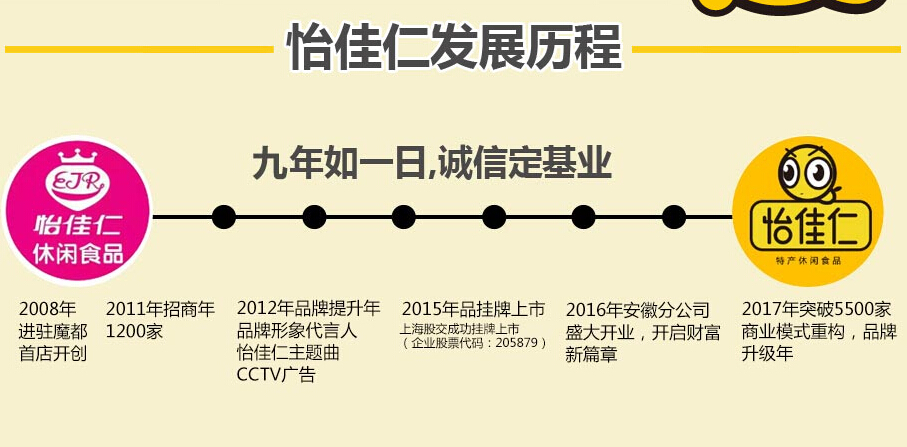 怡佳仁发展历程
九年如一日,诚信定基业
EJR
怡佳仁
休闲食品
怡佳仁
特产休闲食品
2008年
进驻魔都
首店开创
2011年招商年
1200家
2012年品牌提升年
品牌形象代言人
怡佳仁主题曲
CCTV广告
2015年品挂牌上市
上海股交成功挂牌上市
（企业股票代码：205879）
2016年安徽分公司
盛大开业，开启财富
新篇章
2017年突破5500家
商业模式重构，品牌
升级年